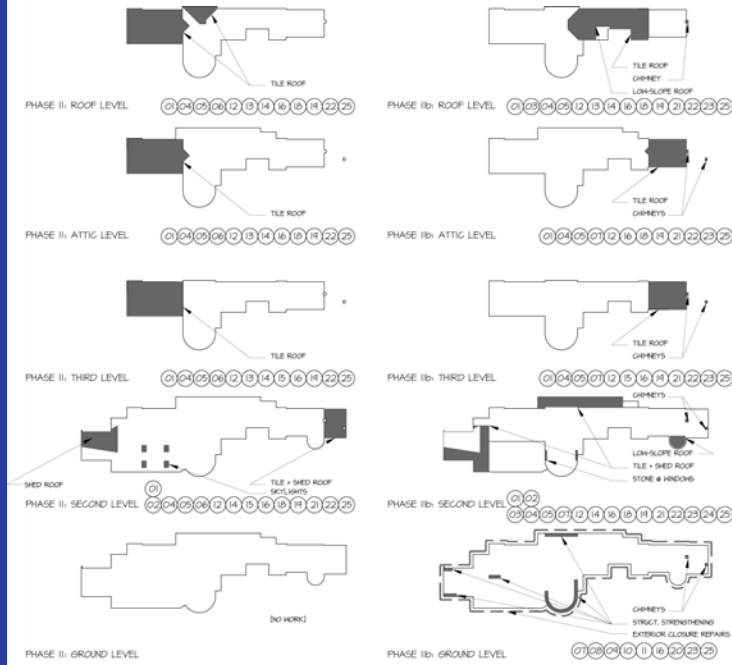 TILE ROOF
PHASE II: ROOF LEVEL 01 04 05 06 12 13 14 16 18 19 22 25
TILE ROOF
CHIMNEY
LOW-SLOPE ROOF
PHASE IIb: ROOF LEVEL 01 03 04 05 12 13 14 16 18 19 21 22 23 25
TILE ROOF
PHASE II: ATTIC LEVEL 01 04 05 06 12 13 14 16 18 19 22 25
TILE ROOF
CHIMNEYS
PHASE IIb: ATTIC LEVEL 01 04 05 07 12 16 18 19 21 22 23 25
TILE ROOF
PHASE II: THIRD LEVEL 01 04 05 06 12 13 14 15 16 19 22 25
TILE ROOF
CHIMNEYS
PHASE IIb: THIRD LEVEL 01 04 05 07 12 15 16 18 21 22 23 25
SHED ROOF
TILE + SHED ROOF
SKYLIGHTS
01
PHASE II: SECOND LEVEL 02 04 05 06 12 14 15 16 18 19 21 22 25
CHIMNEYS
LOW-SLOPE ROOF
TILE + SHED ROOF
STONE @ WINDOWS
01 02
PHASE IIb: SECOND LEVEL 03 04 05 07 12 14 16 18 19 21 22 23 24 25
[NO WORK]
PHASE II: GROUND LEVEL
CHIMNEYS
STRUCT. STRENGTHENING
EXTERIOR CLOSURE REPAIRS
PHASE IIb: GROUND LEVEL 07 08 09 10 11 16 20 23 25